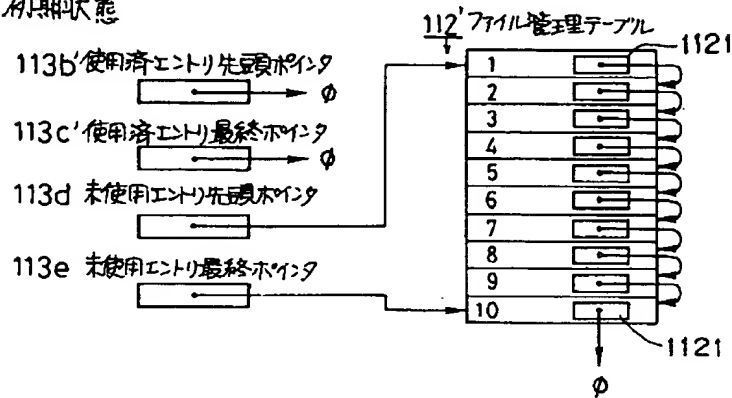 初期状態
112' ファイル管理テーブル
1121
113b' 使用済エントリ先頭ポインタ
φ
113c' 使用済エントリ最終ポインタ
φ
113d 未使用エントリ先頭ポインタ
113e 未使用エントリ最終ポインタ
1
2
3
4
5
6
7
8
9
10
1121
φ